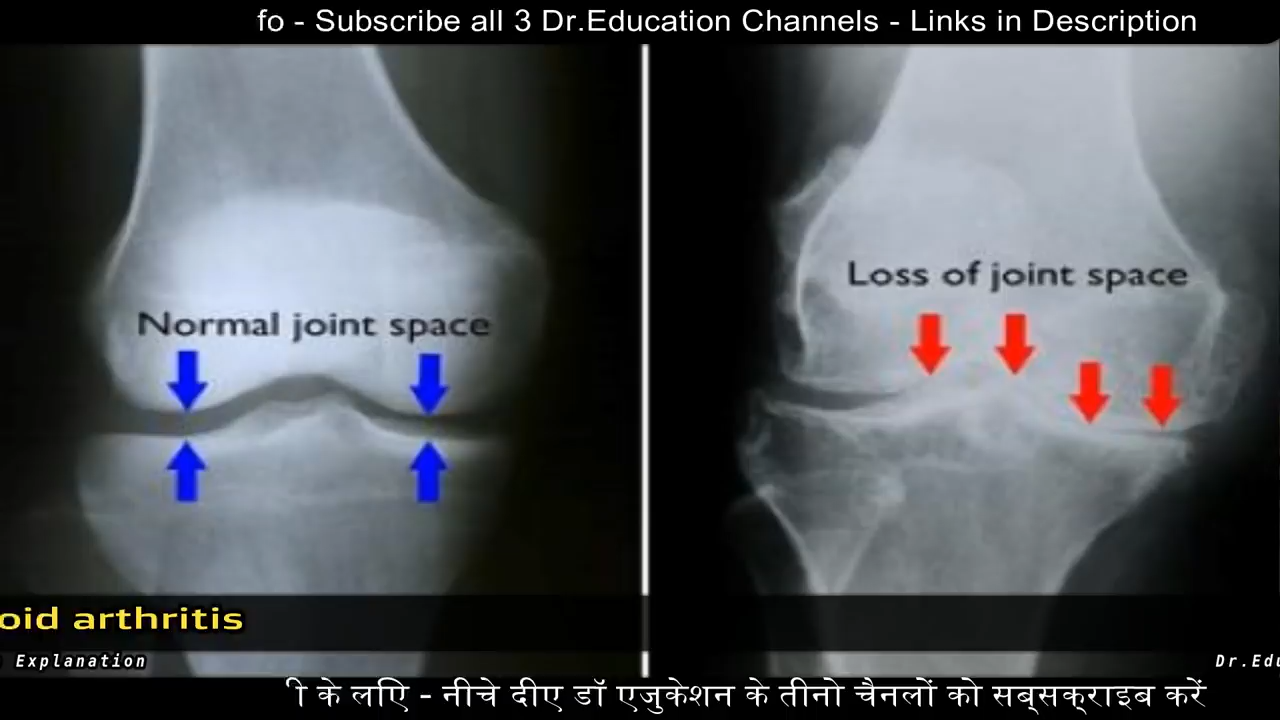 fo - Subscribe all 3 Dr.Education Channels - Links in Description
Normal joint space
Loss of joint space
oid arthritis
Explanation
Dr.Edu
ी के लिए - नीचे दीए डॉ एजुकेशन के तीनो चैनलों को सब्सक्राइब करें